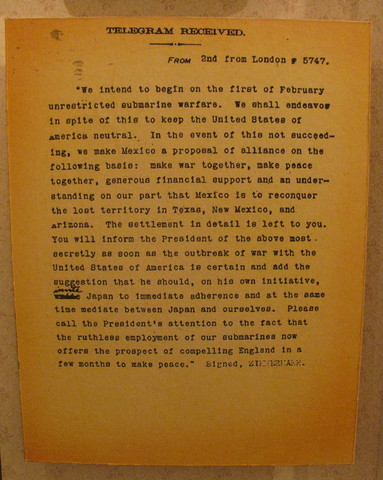 TELEGRAM RECEIVED.
FROM 2nd from London # 5747.
"We intend to begin on the first of February
unrestricted submarine warfare. We shall endeavor
in spite of this to keep the United States of
America neutral. In the event of this not succeed-
ing, we make Mexico a proposal of alliance on the
following basis: make war together, make peace
together, generous financial support and an under-
standing on our part that Mexico is to reconquer
the lost territory in Texas, New Mexico, and
Arizona. The settlement in detail is left to you.
You will inform the President of the above most
secretly as soon as the outbreak of war with the
United States of America is certain and add the
suggestion that he should, on his own initiative,
invite
Japan to immediate adherence and at the same
time mediate between Japan and ourselves. Please
call the President's attention to the fact that
the ruthless employment of our submarines now
offers the prospect of compelling England in a
few months to make peace." Signed, ZIMMERMANN.